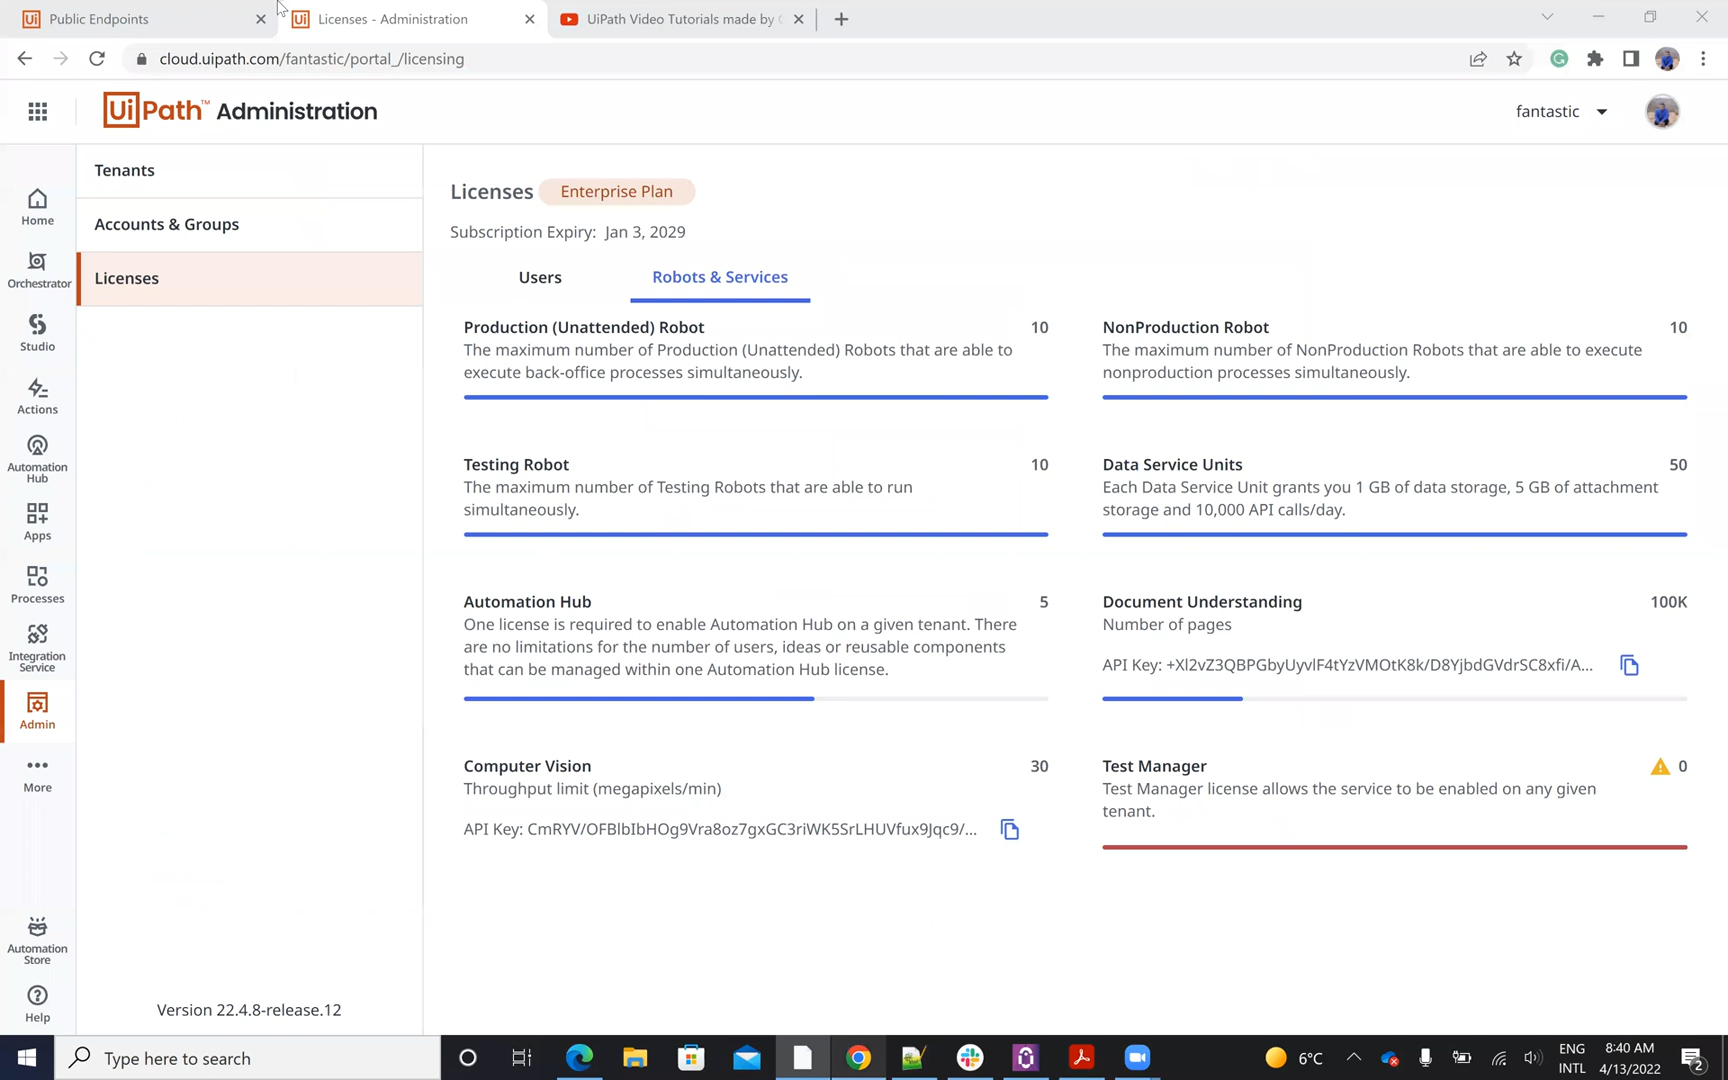 Public Endpoints
Licenses - Administration
UiPath Video Tutorials made by
cloud.uipath.com/fantastic/portal_/licensing
UiPath™ Administration
fantastic
Home
Orchestrator
Studio
Actions
Automation
Hub
Apps
Processes
Integration
Service
Admin
More
Automation
Store
Help
Tenants
Accounts & Groups
Licenses
Version 22.4.8-release.12
Licenses Enterprise Plan
Subscription Expiry: Jan 3, 2029
Users
Robots & Services
Production (Unattended) Robot 10
The maximum number of Production (Unattended) Robots that are able to
execute back-office processes simultaneously.
NonProduction Robot 10
The maximum number of NonProduction Robots that are able to execute
nonproduction processes simultaneously.
Testing Robot 10
The maximum number of Testing Robots that are able to run
simultaneously.
Data Service Units 50
Each Data Service Unit grants you 1 GB of data storage, 5 GB of attachment
storage and 10,000 API calls/day.
Automation Hub 5
One license is required to enable Automation Hub on a given tenant. There
are no limitations for the number of users, ideas or reusable components
that can be managed within one Automation Hub license.
Document Understanding 100K
Number of pages
API Key: +Xl2vZ3QBPGbyUyvlF4tYzVMOtK8k/D8YjbdGVdrSC8xfi/A...
Computer Vision 30
Throughput limit (megapixels/min)
API Key: CmRYV/OFBlbIbHOg9Vra8oz7gxGC3riWK5SrLHUVfux9Jqc9/...
Test Manager 0
Test Manager license allows the service to be enabled on any given
tenant.
Type here to search
6°C
ENG
INTL
8:40 AM
4/13/2022
2